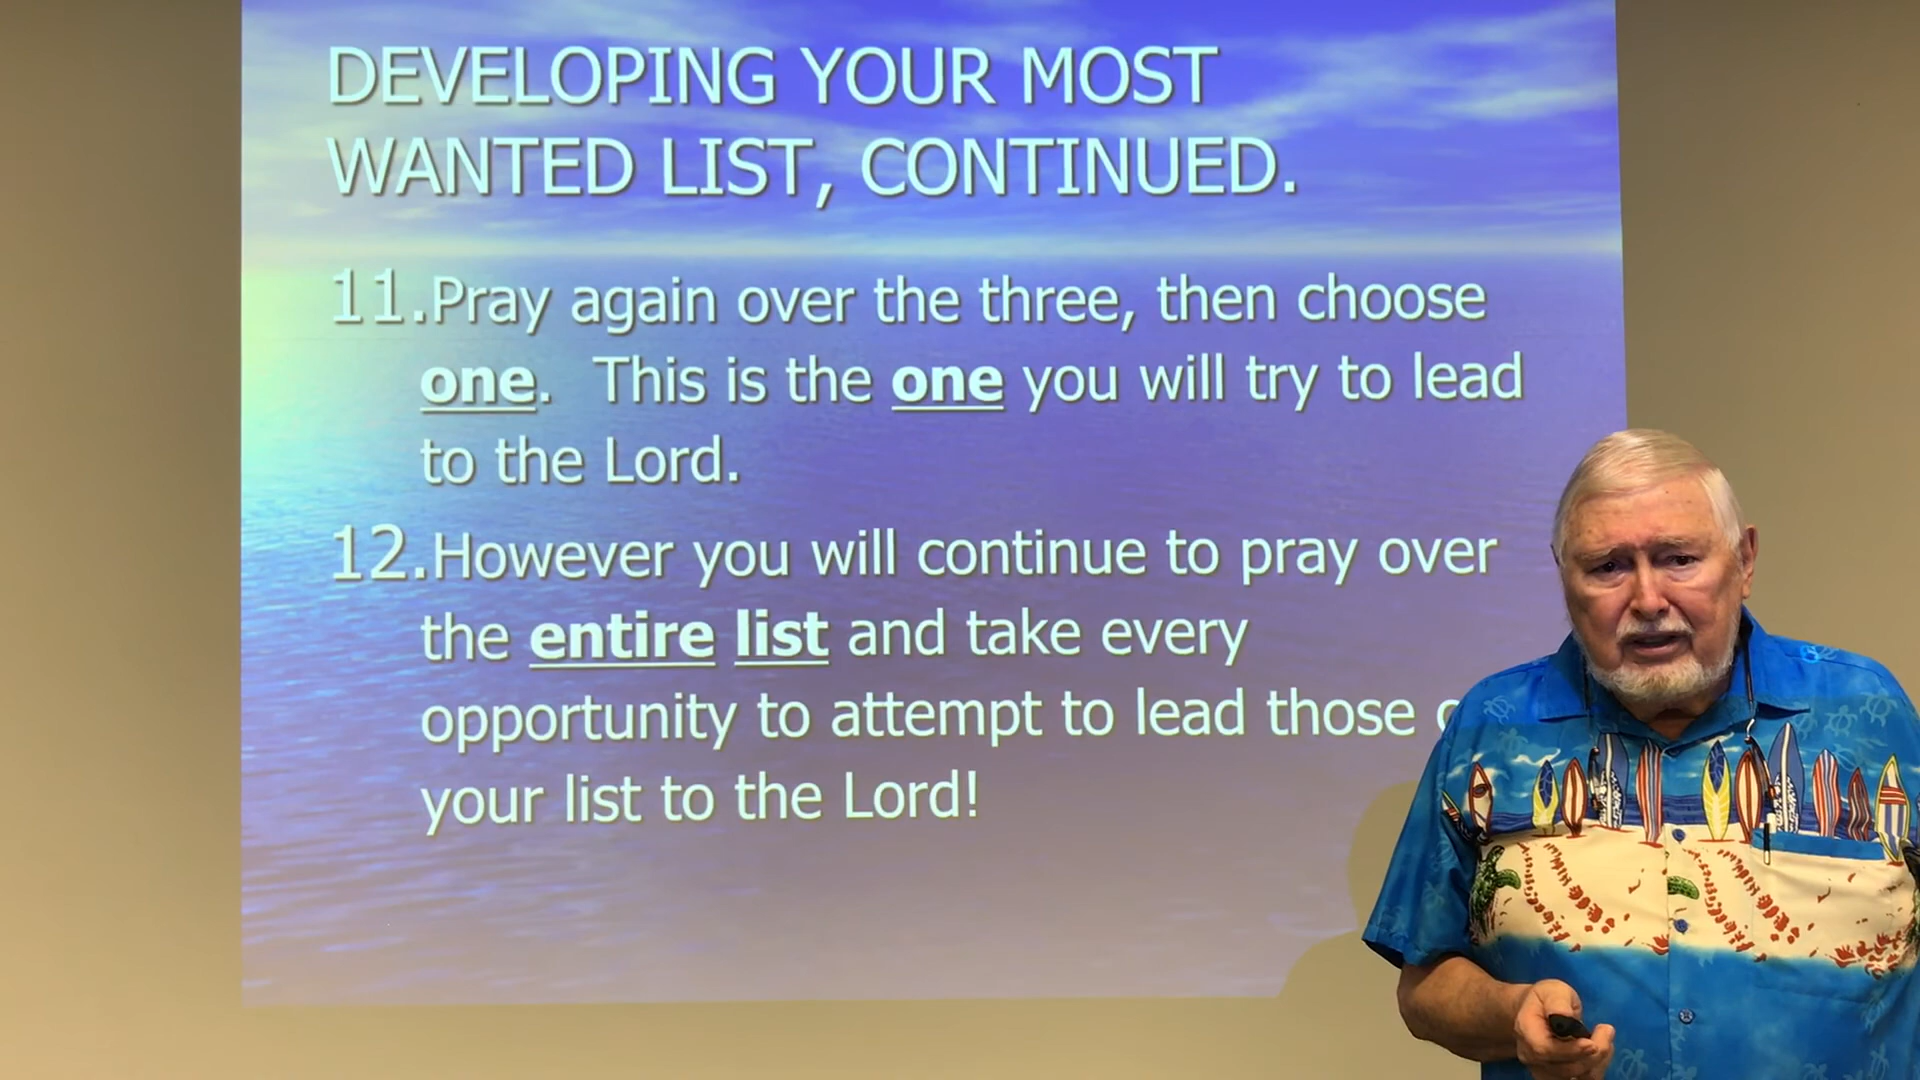 DEVELOPING YOUR MOST
WANTED LIST, CONTINUED.
11.Pray again over the three, then choose
one. This is the one you will try to lead
to the Lord.
12.However you will continue to pray over
the entire list and take every
opportunity to attempt to lead those
your list to the Lord!